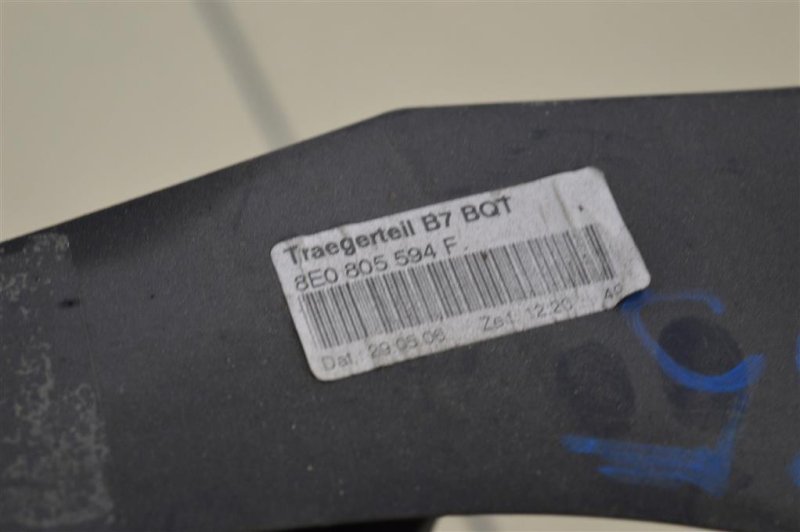 Traegerteil B7 BQT
8E0 805 594 F
Dat.: 29.05.06 Zeit: 12:20